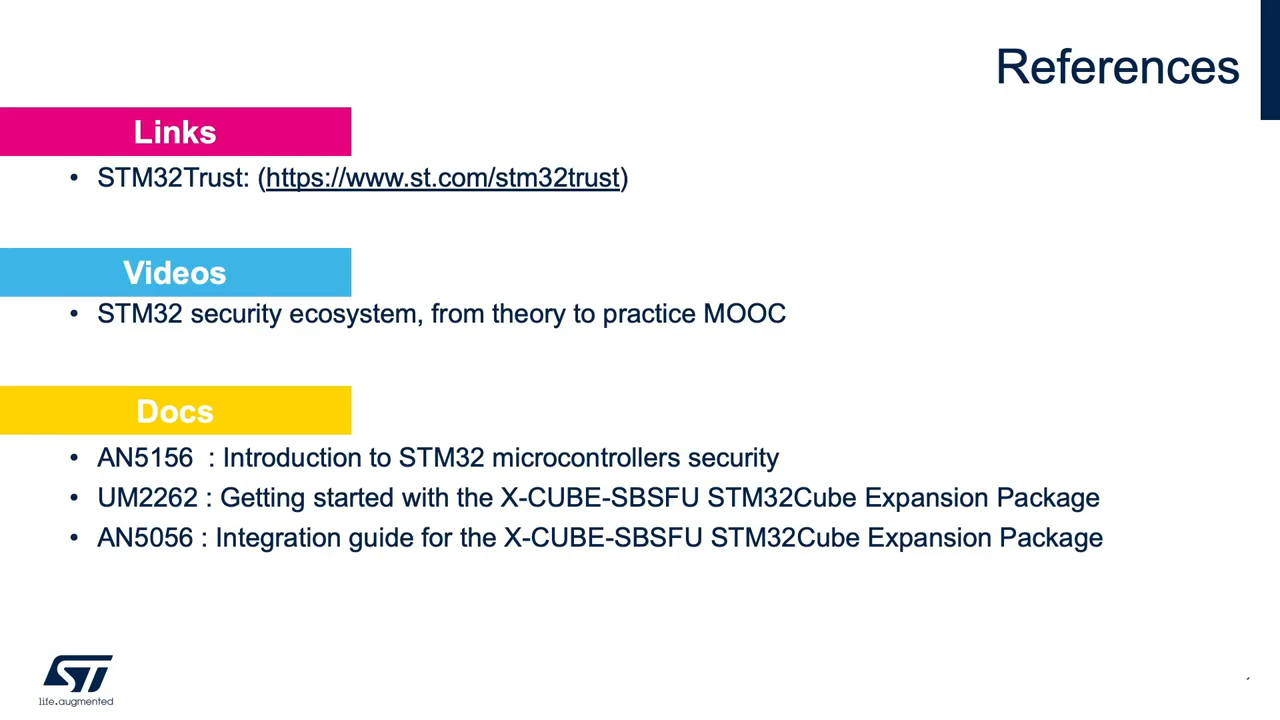 References
Links
• STM32Trust: (https://www.st.com/stm32trust)
Videos
• STM32 security ecosystem, from theory to practice MOOC
Docs
• AN5156 : Introduction to STM32 microcontrollers security
• UM2262 : Getting started with the X-CUBE-SBSFU STM32Cube Expansion Package
• AN5056 : Integration guide for the X-CUBE-SBSFU STM32Cube Expansion Package
ST
life.augmented